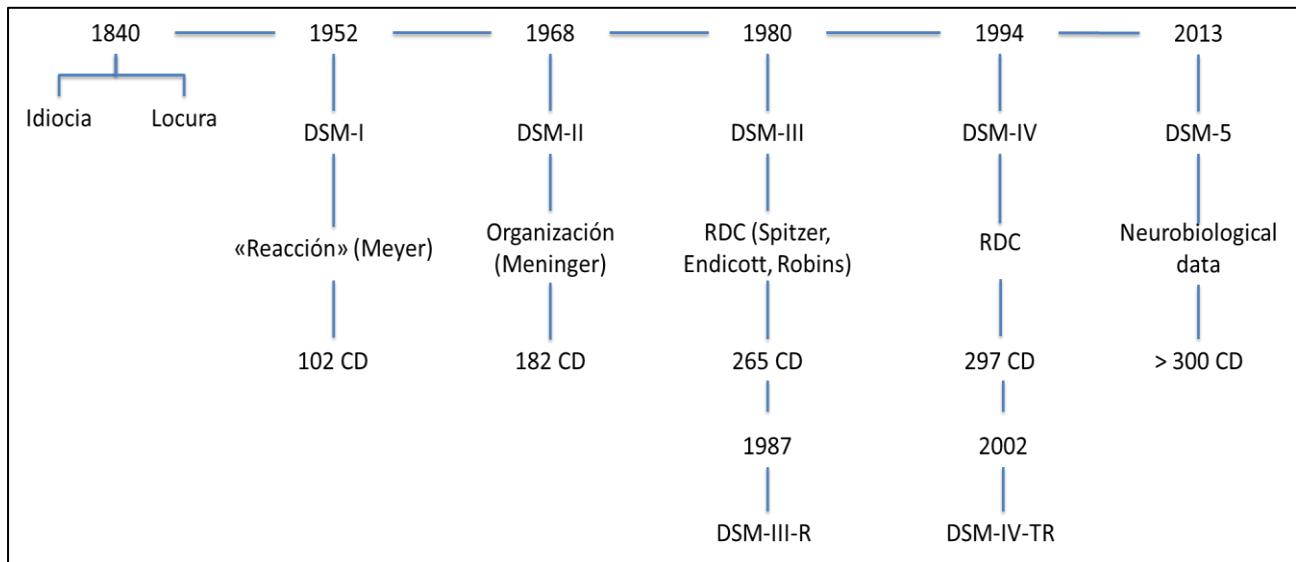 1840
1952
1968
1980
1994
2013
Idiocia
Locura
DSM-I
DSM-II
DSM-III
DSM-IV
DSM-5
«Reacción» (Meyer)
Organización
(Meninger)
RDC (Spitzer,
Endicott, Robins)
RDC
Neurobiological
data
102 CD
182 CD
265 CD
297 CD
> 300 CD
1987
2002
DSM-III-R
DSM-IV-TR